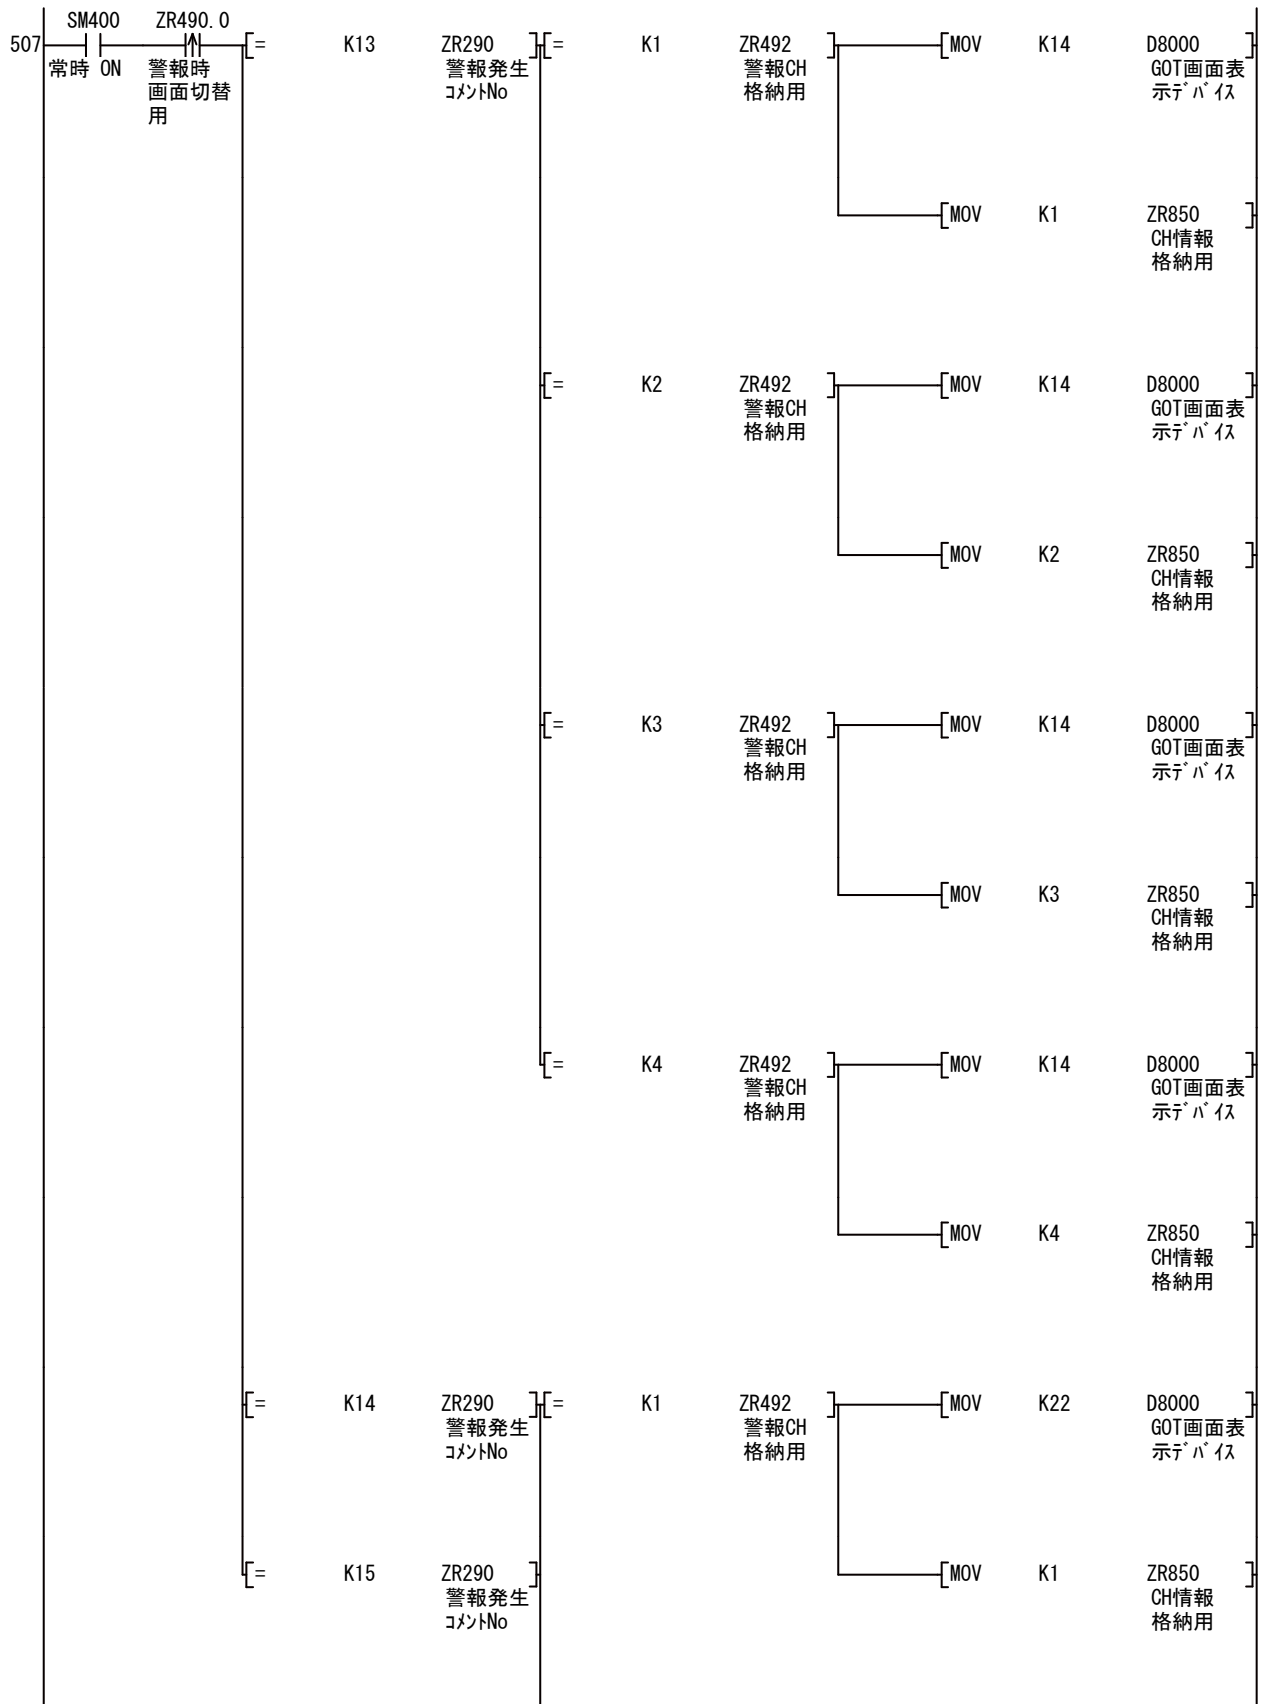 SM400 ZR490.0
507 [= K13 ZR290 ] [= K1 ZR492 ] [MOV K14 D8000 ]
常時 ON 警報時 警報発生 警報CH GOT画面表
画面切替 ｺﾒﾝﾄNo 格納用 示ﾃﾞﾊﾞｲｽ
用
[MOV K1 ZR850 ]
CH情報
格納用
[= K2 ZR492 ] [MOV K14 D8000 ]
警報CH GOT画面表
格納用 示ﾃﾞﾊﾞｲｽ
[MOV K2 ZR850 ]
CH情報
格納用
[= K3 ZR492 ] [MOV K14 D8000 ]
警報CH GOT画面表
格納用 示ﾃﾞﾊﾞｲｽ
[MOV K3 ZR850 ]
CH情報
格納用
[= K4 ZR492 ] [MOV K14 D8000 ]
警報CH GOT画面表
格納用 示ﾃﾞﾊﾞｲｽ
[MOV K4 ZR850 ]
CH情報
格納用
[= K14 ZR290 ] [= K1 ZR492 ] [MOV K22 D8000 ]
警報発生 警報CH GOT画面表
ｺﾒﾝﾄNo 格納用 示ﾃﾞﾊﾞｲｽ
[= K15 ZR290 ] [MOV K1 ZR850 ]
警報発生 CH情報
ｺﾒﾝﾄNo 格納用